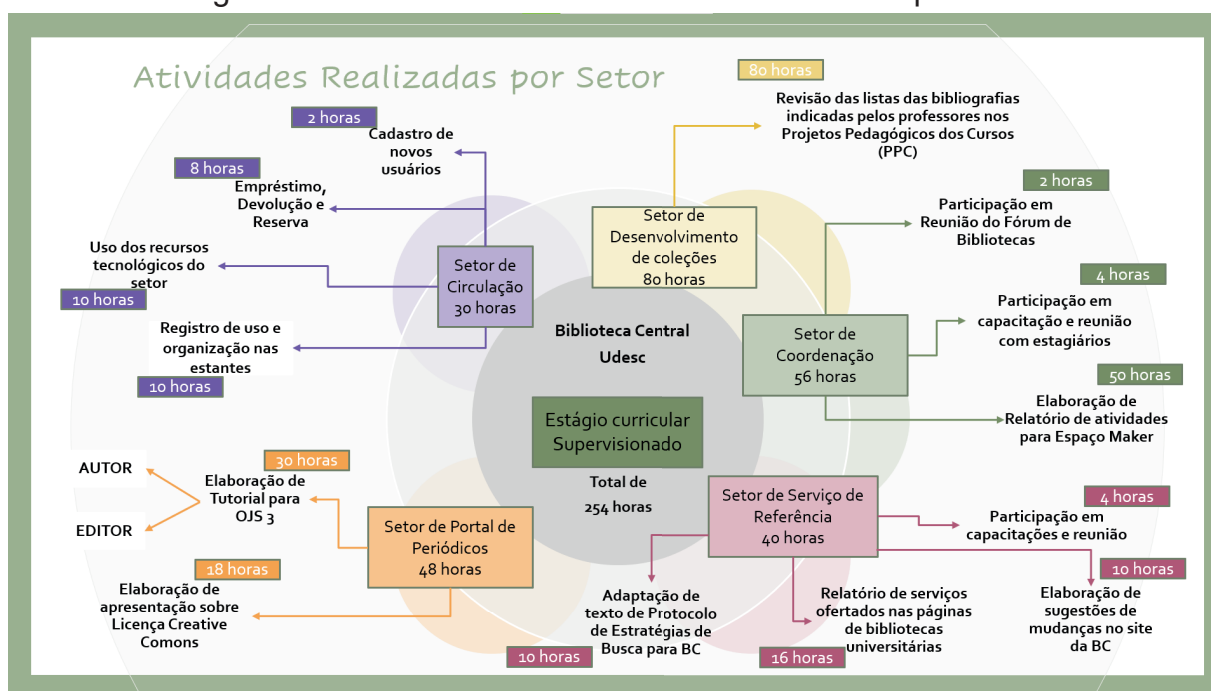 Atividades Realizadas por Setor
2 horas
Cadastro de
novos
usuários
8 horas
Empréstimo,
Devolução e
Reserva
Uso dos recursos
tecnológicos do
setor
10 horas
Registro de uso e
organização nas
estantes
10 horas
Setor de
Circulação
30 horas
80 horas
Revisão das listas das bibliografias
indicadas pelos professores nos
Projetos Pedagógicos dos Cursos
(PPC)
Setor de
Desenvolvimento
de coleções
80 horas
2 horas
Participação em
Reunião do Fórum de
Bibliotecas
4 horas
Participação em
capacitação e reunião
com estagiários
50 horas
Elaboração de
Relatório de atividades
para Espaço Maker
Setor de
Coordenação
56 horas
Biblioteca Central
Udesc
Estágio curricular
Supervisionado
Total de
254 horas
AUTOR
EDITOR
30 horas
Elaboração de
Tutorial para
OJS 3
18 horas
Elaboração de
apresentação sobre
Licença Creative
Comons
Setor de Portal de
Periódicos
48 horas
Setor de Serviço de
Referência
40 horas
4 horas
Participação em
capacitações e reunião
10 horas
Elaboração de
sugestões de
mudanças no site
da BC
Relatório de serviços
ofertados nas páginas
de bibliotecas
universitárias
16 horas
Adaptação de
texto de Protocolo
de Estratégias de
Busca para BC
10 horas